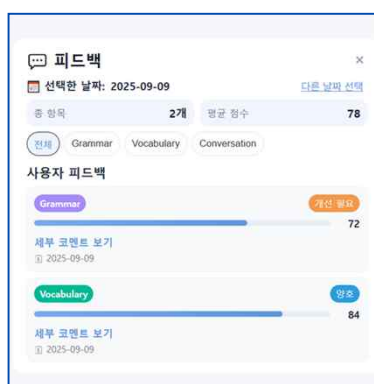 피드백
선택한 날짜: 2025-09-09
다른 날짜 선택
총 항목 2개 평균 점수 78
전체 Grammar Vocabulary Conversation
사용자 피드백
Grammar 개선 필요
72
세부 코멘트 보기
2025-09-09
Vocabulary 양호
84
세부 코멘트 보기
2025-09-09